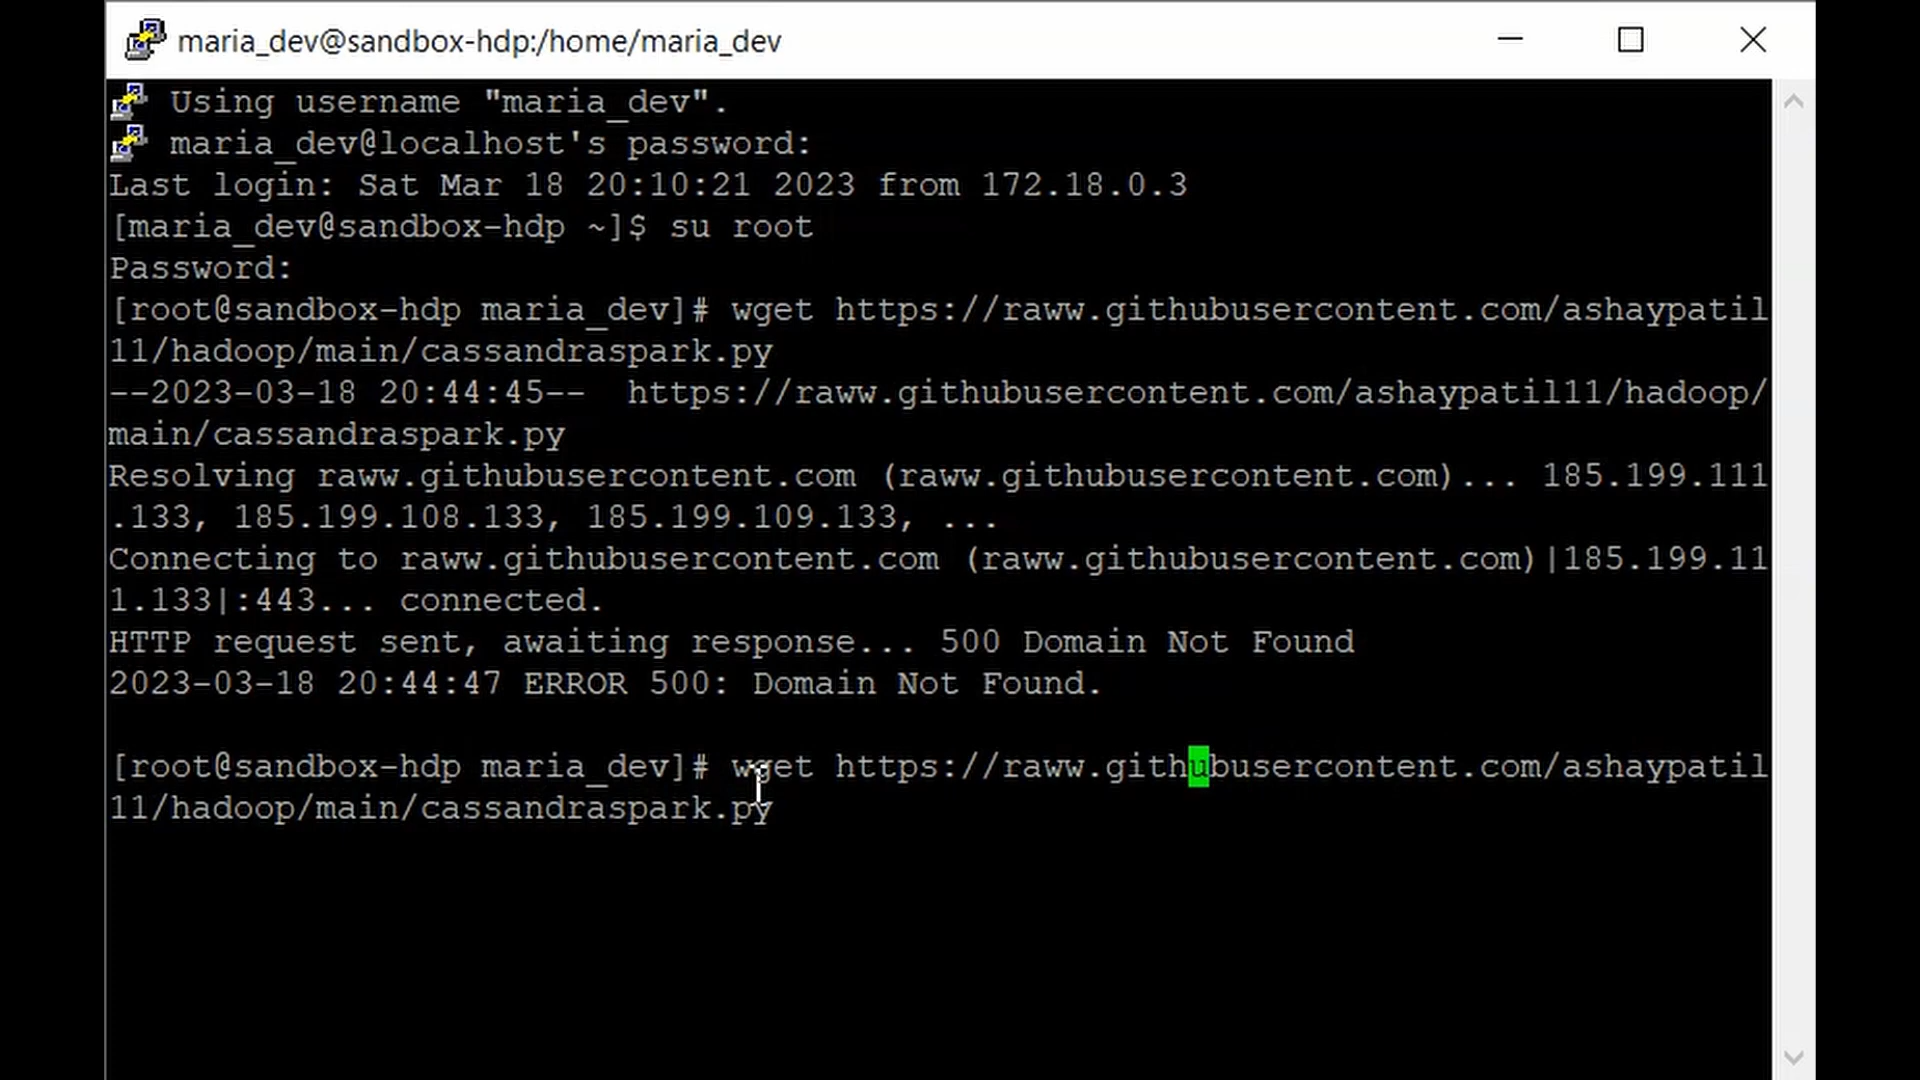 maria_dev@sandbox-hdp:/home/maria_dev
Using username "maria_dev".
maria_dev@localhost's password:
Last login: Sat Mar 18 20:10:21 2023 from 172.18.0.3
[maria_dev@sandbox-hdp ~]$ su root
Password:
[root@sandbox-hdp maria_dev]# wget https://raww.githubusercontent.com/ashaypatil
11/hadoop/main/cassandraspark.py
--2023-03-18 20:44:45--  https://raww.githubusercontent.com/ashaypatil11/hadoop/
main/cassandraspark.py
Resolving raww.githubusercontent.com (raww.githubusercontent.com)... 185.199.111
.133, 185.199.108.133, 185.199.109.133, ...
Connecting to raww.githubusercontent.com (raww.githubusercontent.com)|185.199.11
1.133|:443... connected.
HTTP request sent, awaiting response... 500 Domain Not Found
2023-03-18 20:44:47 ERROR 500: Domain Not Found.
[root@sandbox-hdp maria_dev]# wget https://raww.githubusercontent.com/ashaypatil
11/hadoop/main/cassandraspark.py